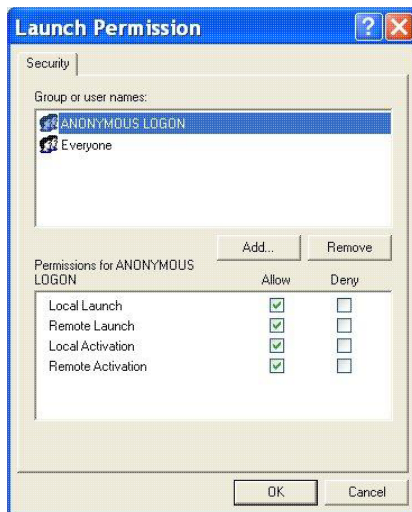 Launch Permission
Security
Group or user names:
ANONYMOUS LOGON
Everyone
Add... Remove
Permissions for ANONYMOUS
LOGON Allow Deny
Local Launch
Remote Launch
Local Activation
Remote Activation
OK Cancel